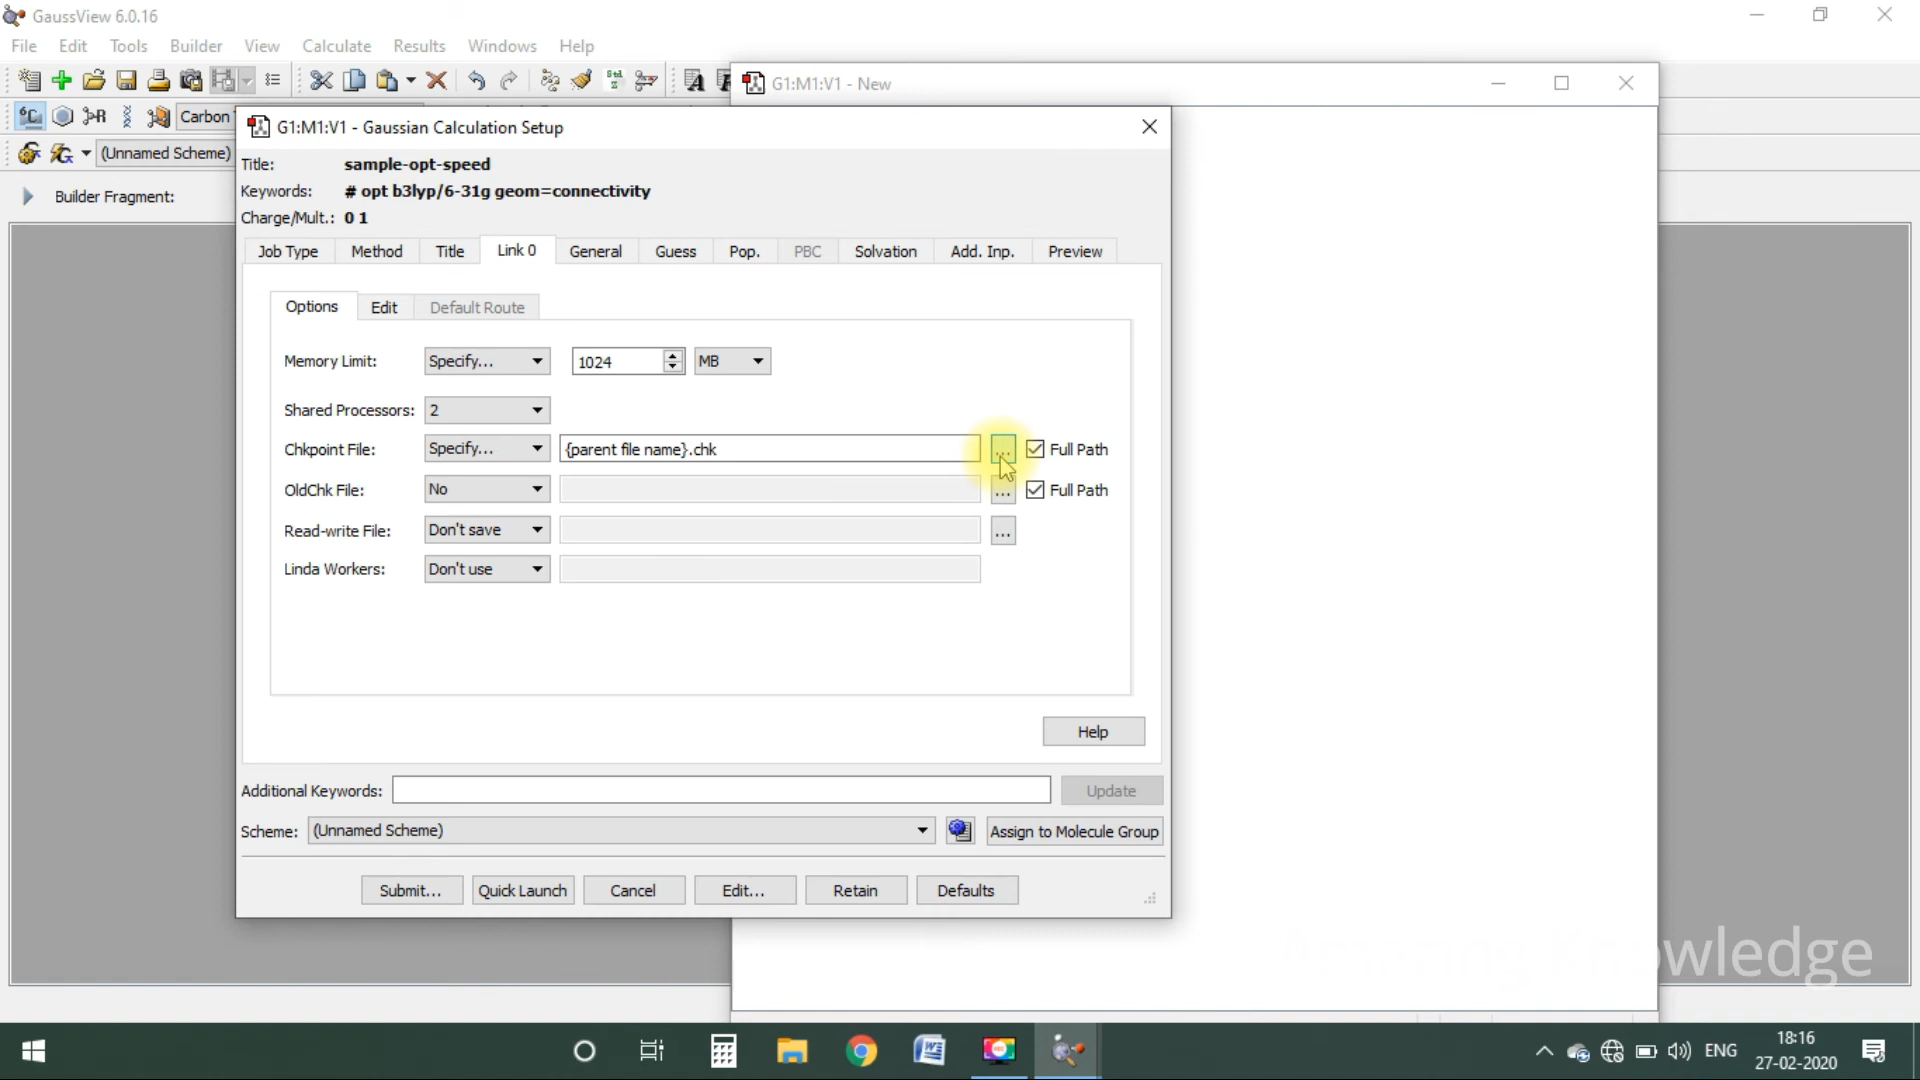 GaussView 6.0.16
File Edit Tools Builder View Calculate Results Windows Help
G1:M1:V1 - New
Carbon
(Unnamed Scheme)
Builder Fragment:
G1:M1:V1 - Gaussian Calculation Setup
Title: sample-opt-speed
Keywords: # opt b3lyp/6-31g geom=connectivity
Charge/Mult.: 0 1
Job Type Method Title Link 0 General Guess Pop. PBC Solvation Add. Inp. Preview
Options Edit Default Route
Memory Limit: Specify... 1024 MB
Shared Processors: 2
Chkpoint File: Specify... {parent file name}.chk ... Full Path
OldChk File: No ... Full Path
Read-write File: Don't save ...
Linda Workers: Don't use
Help
Additional Keywords: Update
Scheme: (Unnamed Scheme) Assign to Molecule Group
Submit... Quick Launch Cancel Edit... Retain Defaults
ENG
18:16
27-02-2020